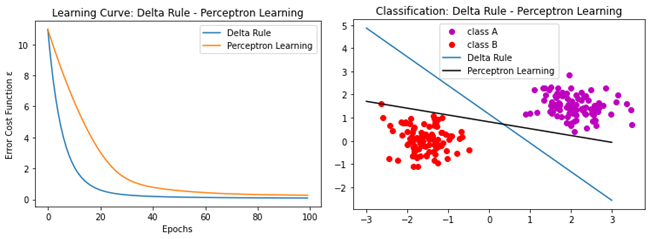 Learning Curve: Delta Rule - Perceptron Learning
Delta Rule
Perceptron Learning
Error Cost Function ε
10
8
6
4
2
0
0 20 40 60 80 100
Epochs
Classification: Delta Rule - Perceptron Learning
class A
class B
Delta Rule
Perceptron Learning
5
4
3
2
1
0
−1
−2
−3 −2 −1 0 1 2 3